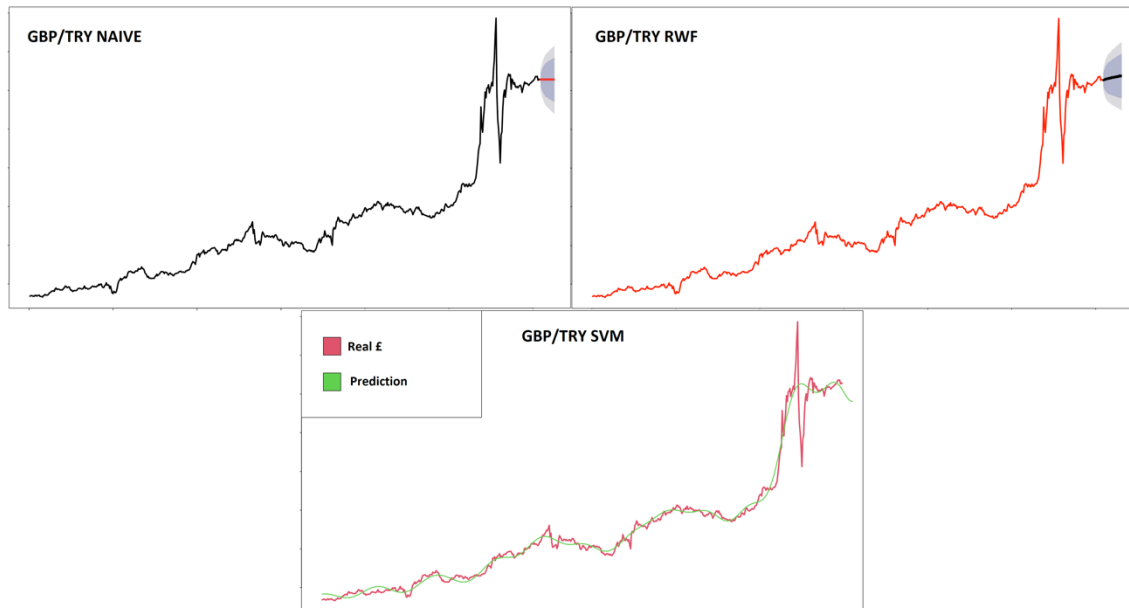 GBP/TRY NAIVE
GBP/TRY RWF
GBP/TRY SVM
Real £
Prediction